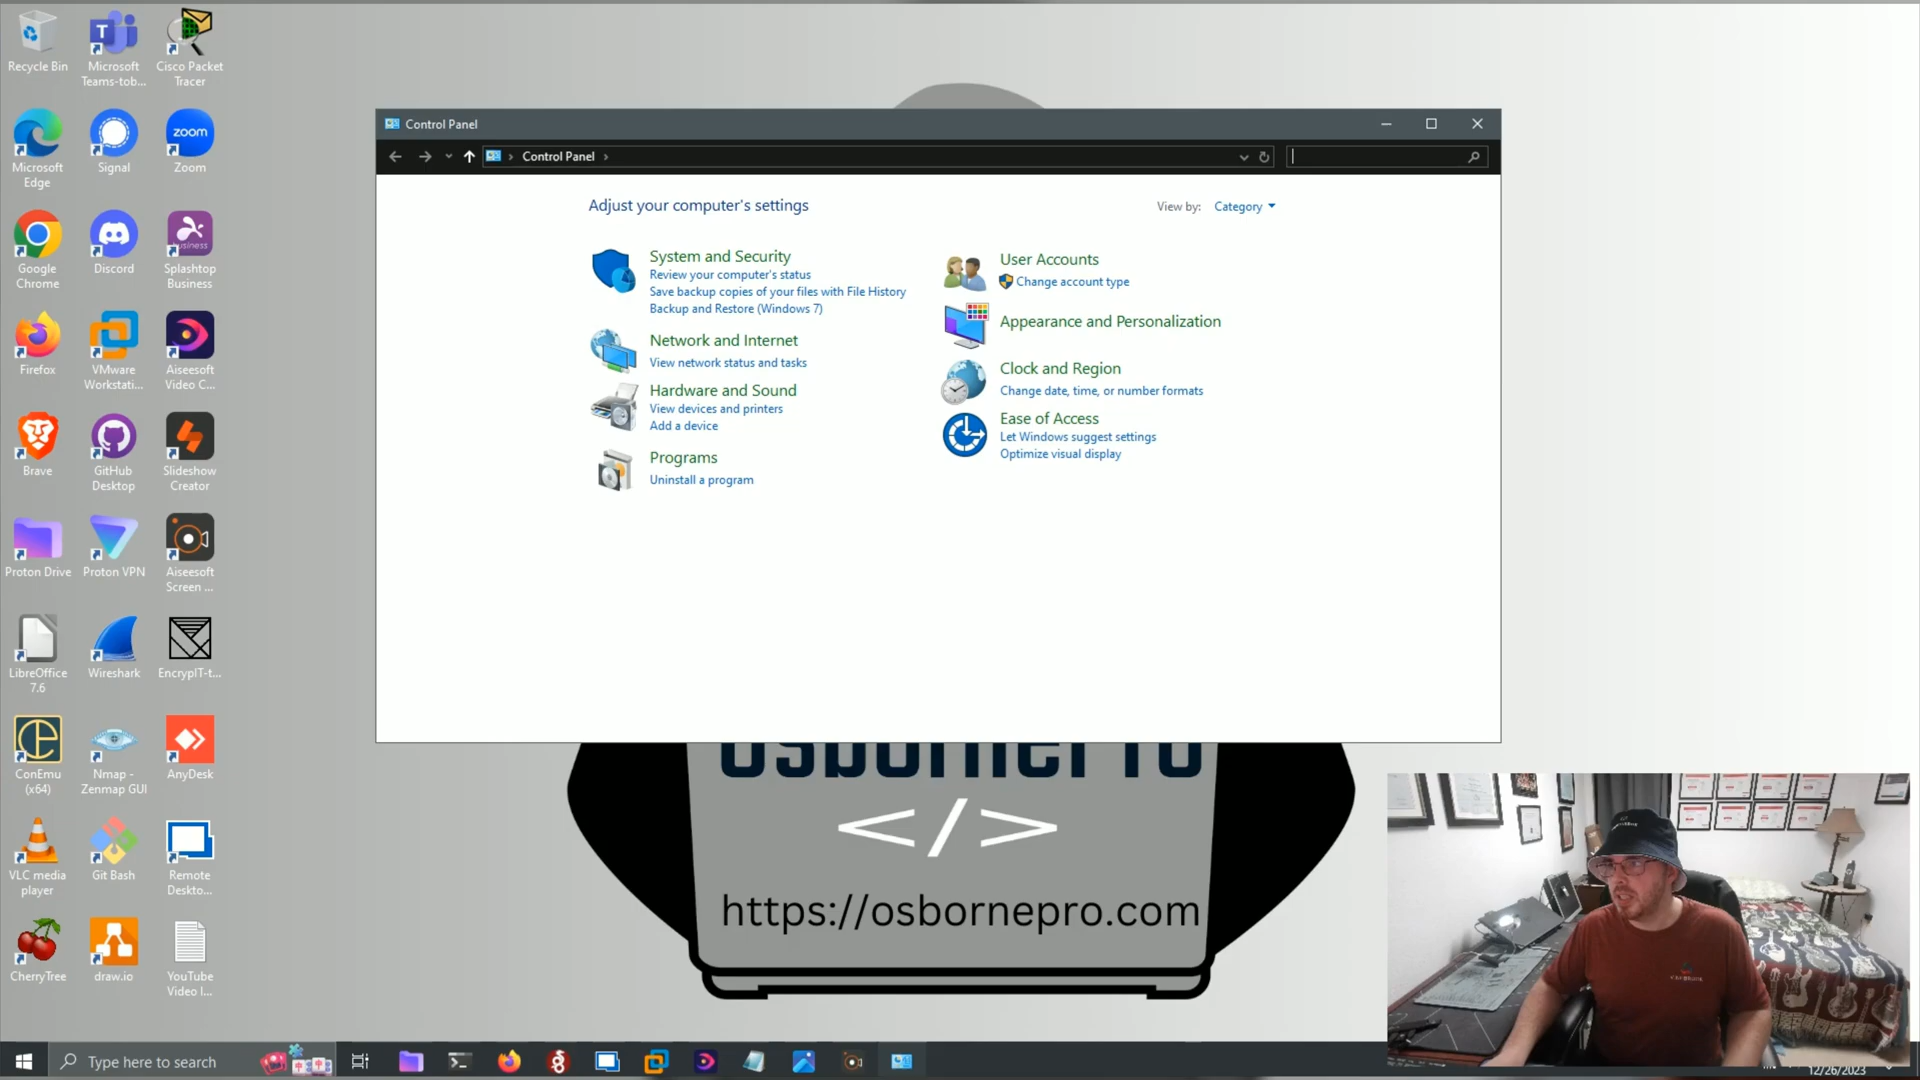 Recycle Bin
Microsoft
Teams-tob...
Cisco Packet
Tracer
Microsoft
Edge
Signal
zoom
Zoom
Google
Chrome
Discord
business
Splashtop
Business
Firefox
VMware
Workstati...
Aiseesoft
Video C...
Brave
GitHub
Desktop
Slideshow
Creator
Proton Drive
Proton VPN
Aiseesoft
Screen ...
LibreOffice
7.6
Wireshark
EncrypIT-t...
ConEmu
(x64)
Nmap -
Zenmap GUI
AnyDesk
VLC media
player
Git Bash
Remote
Deskto...
CherryTree
draw.io
YouTube
Video I...
Control Panel
Control Panel
Adjust your computer's settings
View by: Category
System and Security
Review your computer's status
Save backup copies of your files with File History
Backup and Restore (Windows 7)
Network and Internet
View network status and tasks
Hardware and Sound
View devices and printers
Add a device
Programs
Uninstall a program
User Accounts
Change account type
Appearance and Personalization
Clock and Region
Change date, time, or number formats
Ease of Access
Let Windows suggest settings
Optimize visual display
OsbornePro
</>
https://osbornepro.com
Type here to search
12/26/2023